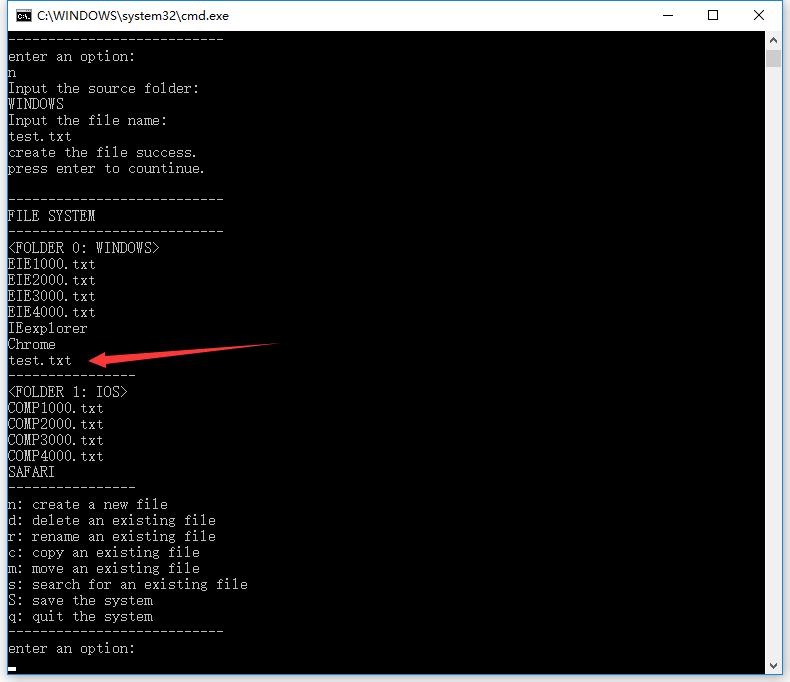 C:\WINDOWS\system32\cmd.exe
---------------------------
enter an option:
n
Input the source folder:
WINDOWS
Input the file name:
test.txt
create the file success.
press enter to countinue.
---------------------------
FILE SYSTEM
---------------------------
<FOLDER 0: WINDOWS>
EIE1000.txt
EIE2000.txt
EIE3000.txt
EIE4000.txt
IEexplorer
Chrome
test.txt
----------------
<FOLDER 1: IOS>
COMP1000.txt
COMP2000.txt
COMP3000.txt
COMP4000.txt
SAFARI
----------------
n: create a new file
d: delete an existing file
r: rename an existing file
c: copy an existing file
m: move an existing file
s: search for an existing file
S: save the system
q: quit the system
---------------------------
enter an option: